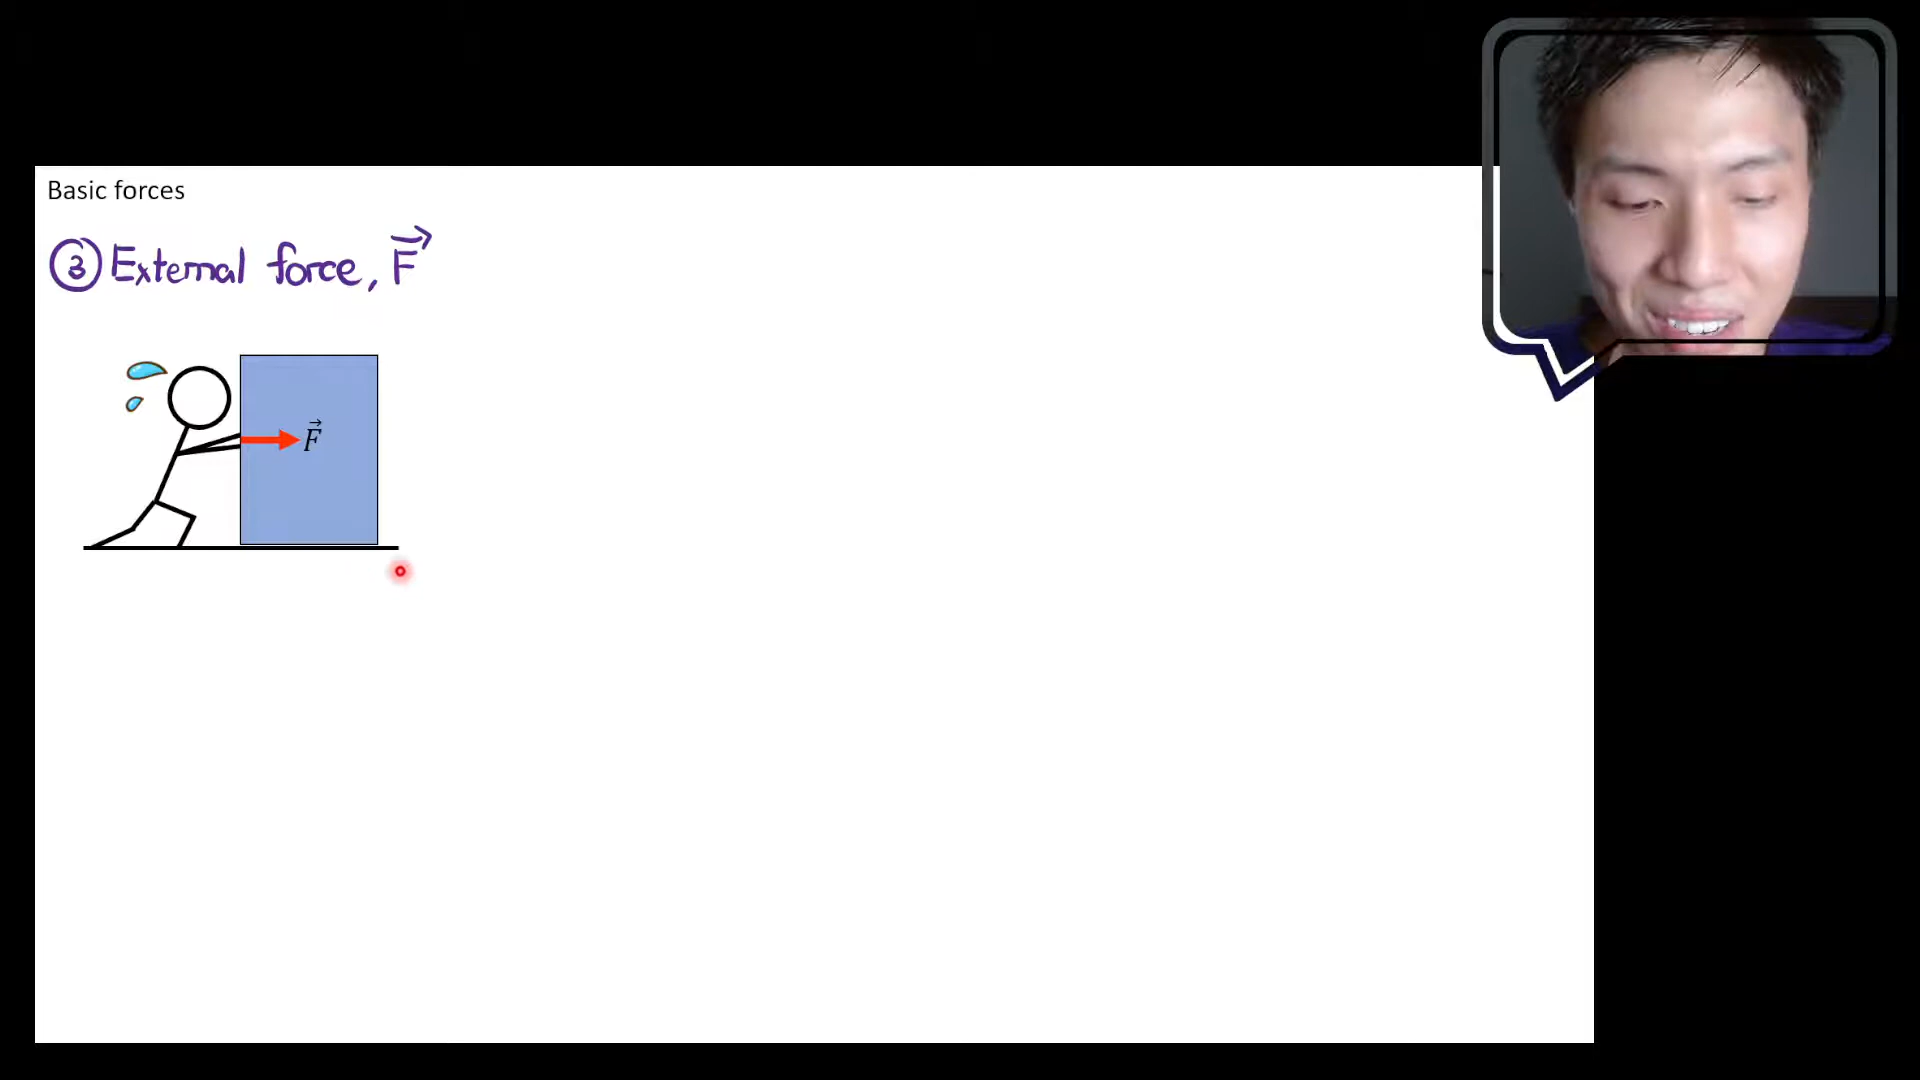 Basic forces
③ External force, F⃗
F⃗